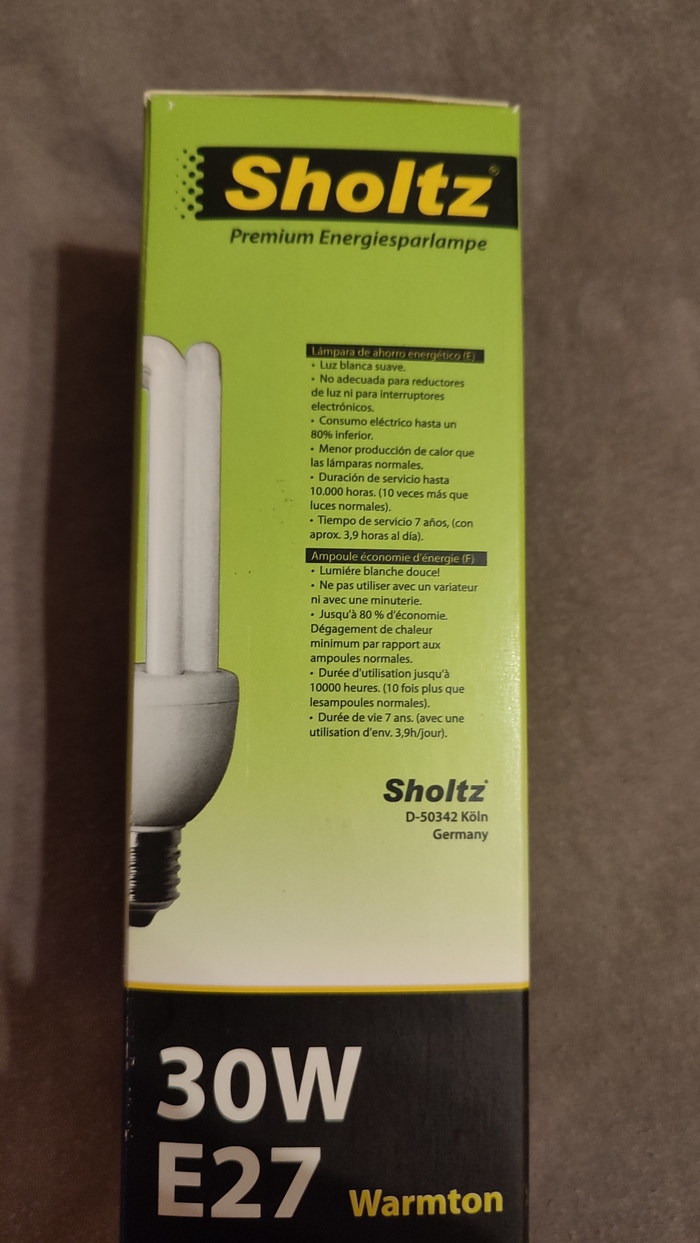 Sholtz®
Premium Energiesparlampe
Lámpara de ahorro energético (E)
• Luz blanca suave.
• No adecuada para reductores
de luz ni para interruptores
electrónicos.
• Consumo eléctrico hasta un
80% inferior.
• Menor producción de calor que
las lámparas normales.
• Duración de servicio hasta
10.000 horas. (10 veces más que
luces normales).
• Tiempo de servicio 7 años, (con
aprox. 3,9 horas al día).
Ampoule économie d'énergie (F)
• Lumiére blanche douce!
• Ne pas utiliser avec un variateur
ni avec une minuterie.
• Jusqu'à 80 % d'économie.
Dégagement de chaleur
minimum par rapport aux
ampoules normales.
• Durée d'utilisation jusqu'à
10000 heures. (10 fois plus que
lesampoules normales).
• Durée de vie 7 ans. (avec une
utilisation d'env. 3,9h/jour).
Sholtz®
D-50342 Köln
Germany
30W
E27 Warmton